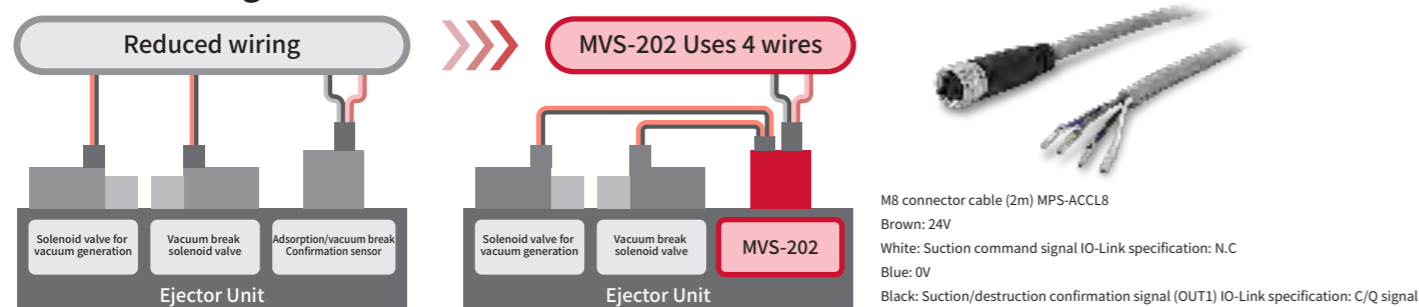 Reduced wiring
MVS-202 Uses 4 wires
Solenoid valve for
vacuum generation
Vacuum break
solenoid valve
Adsorption/vacuum break
Confirmation sensor
Ejector Unit
Solenoid valve for
vacuum generation
Vacuum break
solenoid valve
MVS-202
Ejector Unit
M8 connector cable (2m) MPS-ACCL8
Brown: 24V
White: Suction command signal IO-Link specification: N.C
Blue: 0V
Black: Suction/destruction confirmation signal (OUT1) IO-Link specification: C/Q signal